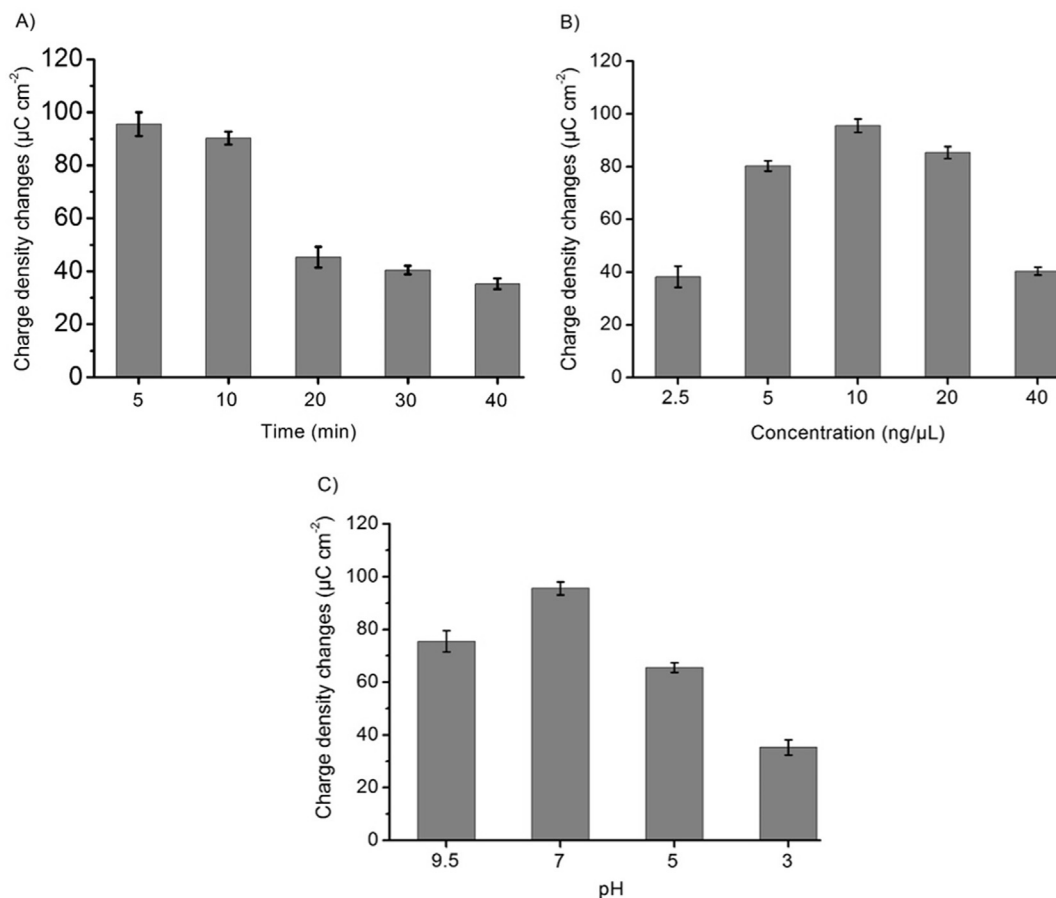 A)
Charge density changes (µC cm⁻²)
120
100
80
60
40
20
0
5 10 20 30 40
Time (min)
B)
Charge density changes (µC cm⁻²)
120
100
80
60
40
20
0
2.5 5 10 20 40
Concentration (ng/µL)
C)
Charge density changes (µC cm⁻²)
120
100
80
60
40
20
0
9.5 7 5 3
pH